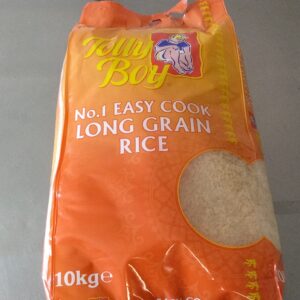 Tolly
Boy
No.1 EASY COOK
LONG GRAIN
RICE
10kg℮